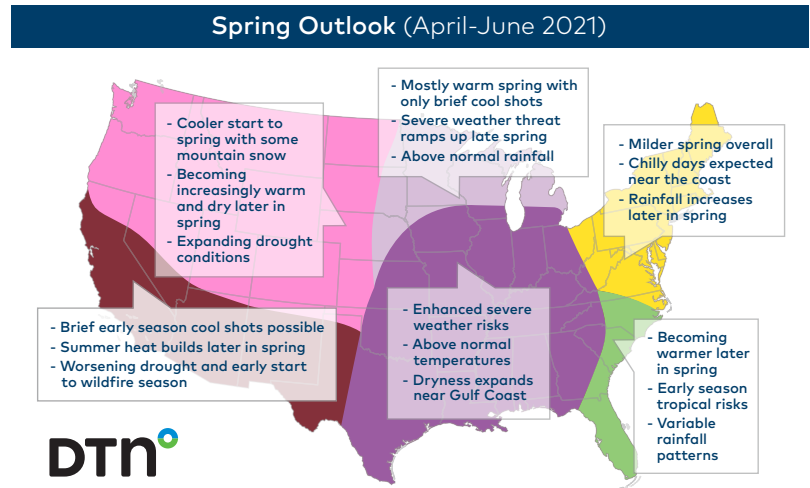 Spring Outlook (April-June 2021)
- Mostly warm spring with
only brief cool shots
- Severe weather threat
ramps up late spring
- Above normal rainfall
- Cooler start to
spring with some
mountain snow
- Becoming
increasingly warm
and dry later in
spring
- Expanding drought
conditions
- Milder spring overall
- Chilly days expected
near the coast
- Rainfall increases
later in spring
- Brief early season cool shots possible
- Summer heat builds later in spring
- Worsening drought and early start
to wildfire season
- Enhanced severe
weather risks
- Above normal
temperatures
- Dryness expands
near Gulf Coast
- Becoming
warmer later
in spring
- Early season
tropical risks
- Variable
rainfall
patterns
DTN